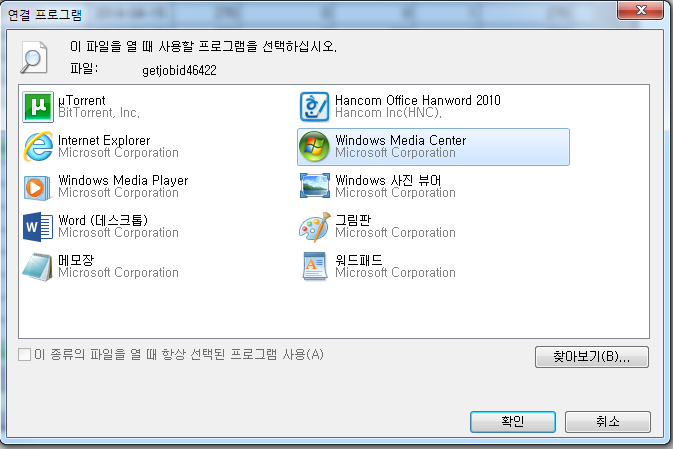 연결 프로그램
이 파일을 열 때 사용할 프로그램을 선택하십시오.
파일: getjobid46422
µTorrent
BitTorrent, Inc.
Hancom Office Hanword 2010
Hancom Inc(HNC).
Internet Explorer
Microsoft Corporation
Windows Media Center
Microsoft Corporation
Windows Media Player
Microsoft Corporation
Windows 사진 뷰어
Microsoft Corporation
Word (데스크톱)
Microsoft Corporation
그림판
Microsoft Corporation
메모장
Microsoft Corporation
워드패드
Microsoft Corporation
이 종류의 파일을 열 때 항상 선택된 프로그램 사용(A)
찾아보기(B)...
확인
취소